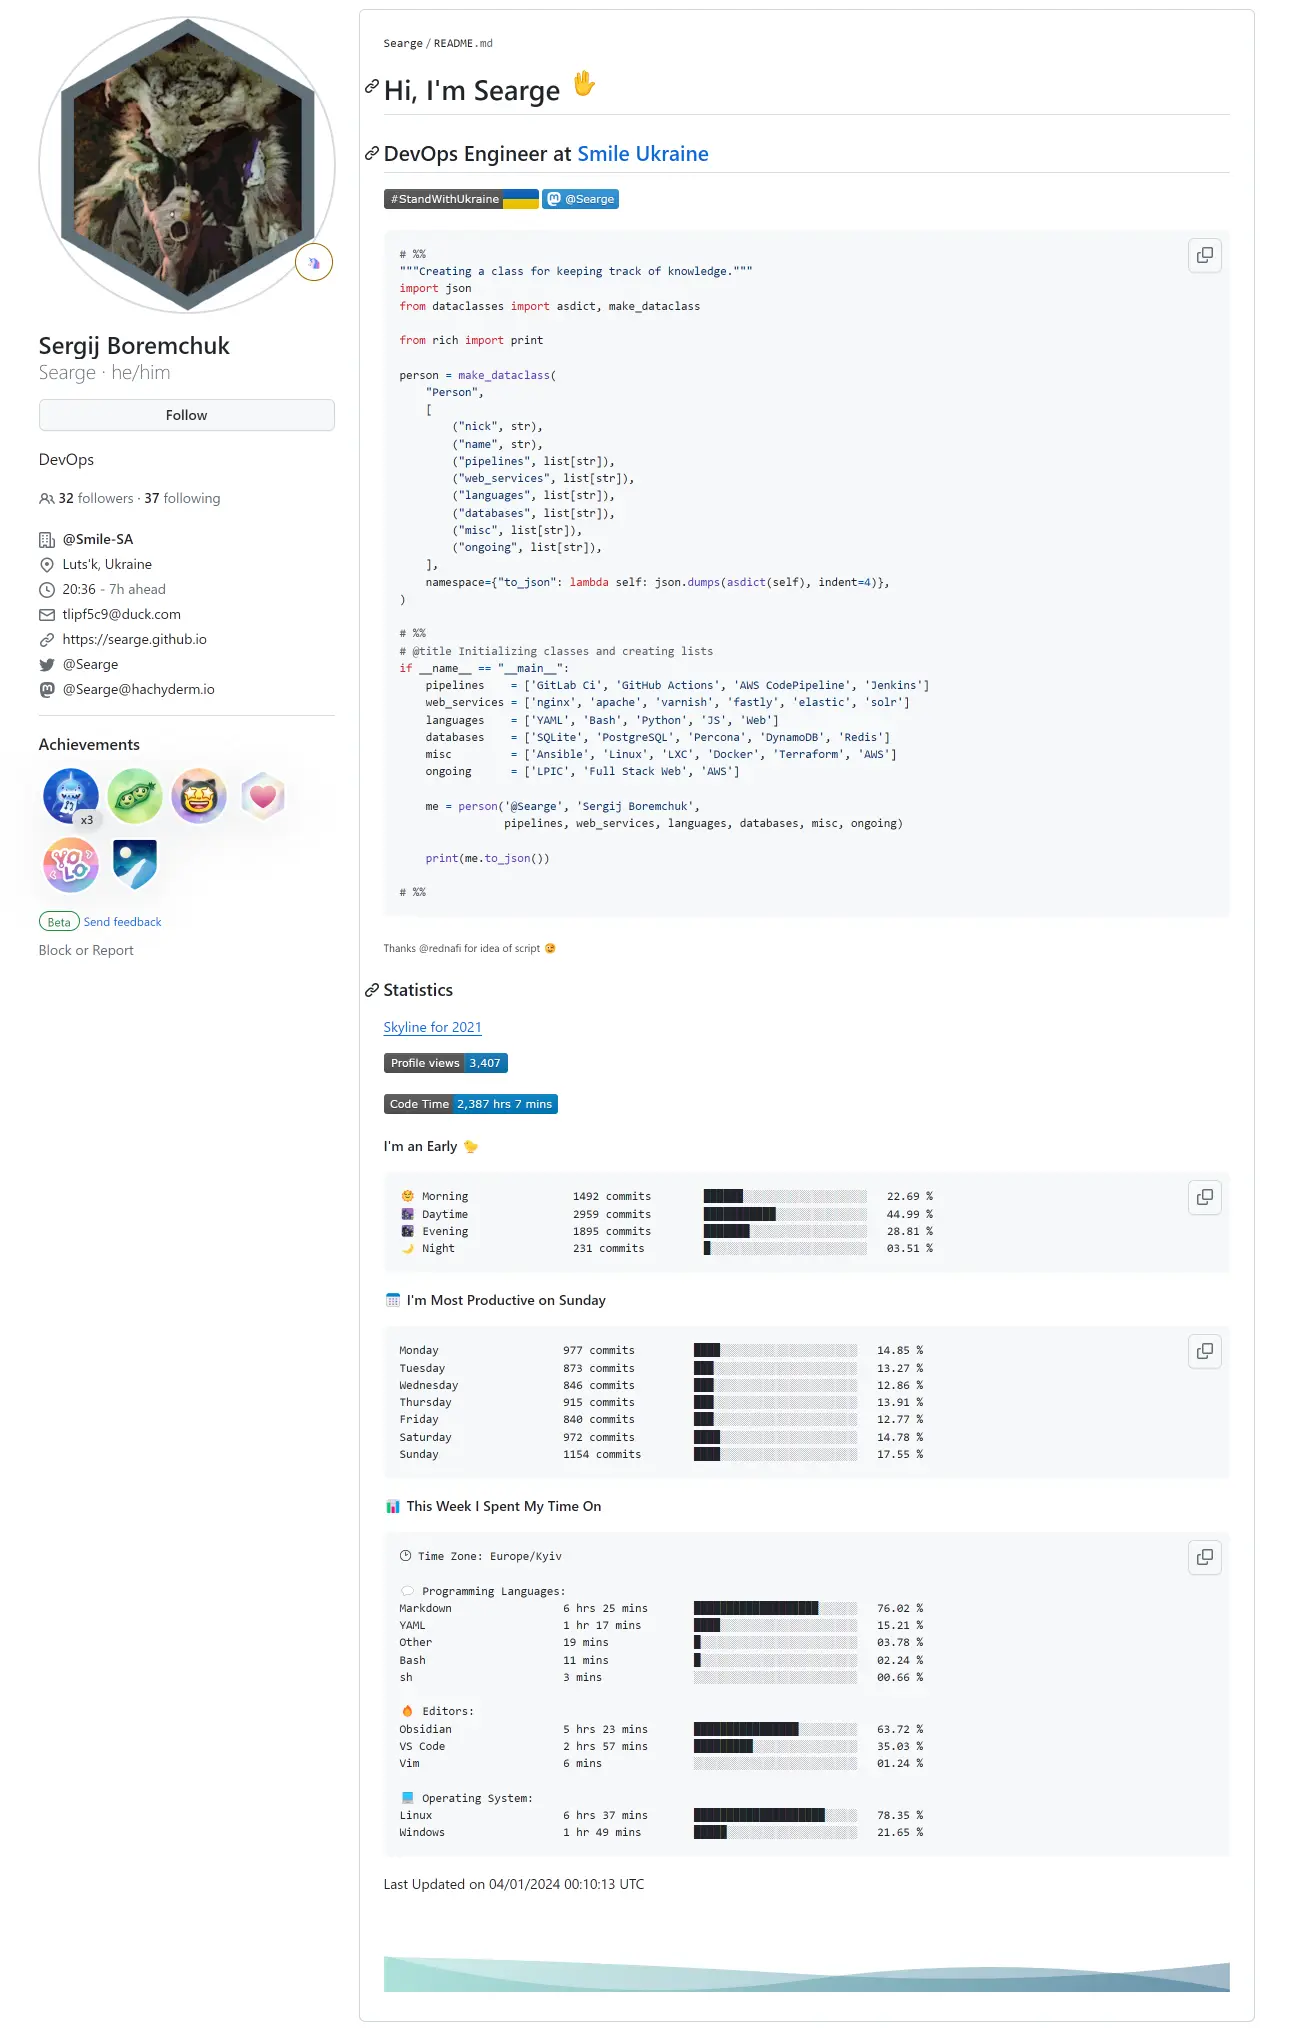 Sergij Boremchuk
Searge · he/him
Follow
DevOps
32 followers · 37 following
@Smile-SA
Luts'k, Ukraine
20:36 - 7h ahead
tlipf5c9@duck.com
https://searge.github.io
@Searge
@Searge@hachyderm.io
Achievements
x3
YOLO
Beta Send feedback
Block or Report
Searge / README.md
Hi, I'm Searge 🖐
DevOps Engineer at Smile Ukraine
#StandWithUkraine @Searge
# %%
"""Creating a class for keeping track of knowledge."""
import json
from dataclasses import asdict, make_dataclass
from rich import print
person = make_dataclass(
    "Person",
    [
        ("nick", str),
        ("name", str),
        ("pipelines", list[str]),
        ("web_services", list[str]),
        ("languages", list[str]),
        ("databases", list[str]),
        ("misc", list[str]),
        ("ongoing", list[str]),
    ],
    namespace={"to_json": lambda self: json.dumps(asdict(self), indent=4)},
)
# %%
# @title Initializing classes and creating lists
if __name__ == "__main__":
    pipelines    = ['GitLab Ci', 'GitHub Actions', 'AWS CodePipeline', 'Jenkins']
    web_services = ['nginx', 'apache', 'varnish', 'fastly', 'elastic', 'solr']
    languages    = ['YAML', 'Bash', 'Python', 'JS', 'Web']
    databases    = ['SQLite', 'PostgreSQL', 'Percona', 'DynamoDB', 'Redis']
    misc         = ['Ansible', 'Linux', 'LXC', 'Docker', 'Terraform', 'AWS']
    ongoing      = ['LPIC', 'Full Stack Web', 'AWS']
    me = person('@Searge', 'Sergij Boremchuk',
                pipelines, web_services, languages, databases, misc, ongoing)
    print(me.to_json())
# %%
Thanks @rednafi for idea of script 😉
Statistics
Skyline for 2021
Profile views 3,407
Code Time 2,387 hrs 7 mins
I'm an Early 🐤
🌞 Morning 1492 commits 22.69 %
🌆 Daytime 2959 commits 44.99 %
🌃 Evening 1895 commits 28.81 %
🌙 Night 231 commits 03.51 %
📅 I'm Most Productive on Sunday
Monday 977 commits 14.85 %
Tuesday 873 commits 13.27 %
Wednesday 846 commits 12.86 %
Thursday 915 commits 13.91 %
Friday 840 commits 12.77 %
Saturday 972 commits 14.78 %
Sunday 1154 commits 17.55 %
📊 This Week I Spent My Time On
🕑︎ Time Zone: Europe/Kyiv
💬 Programming Languages:
Markdown 6 hrs 25 mins 76.02 %
YAML 1 hr 17 mins 15.21 %
Other 19 mins 03.78 %
Bash 11 mins 02.24 %
sh 3 mins 00.66 %
🔥 Editors:
Obsidian 5 hrs 23 mins 63.72 %
VS Code 2 hrs 57 mins 35.03 %
Vim 6 mins 01.24 %
💻 Operating System:
Linux 6 hrs 37 mins 78.35 %
Windows 1 hr 49 mins 21.65 %
Last Updated on 04/01/2024 00:10:13 UTC